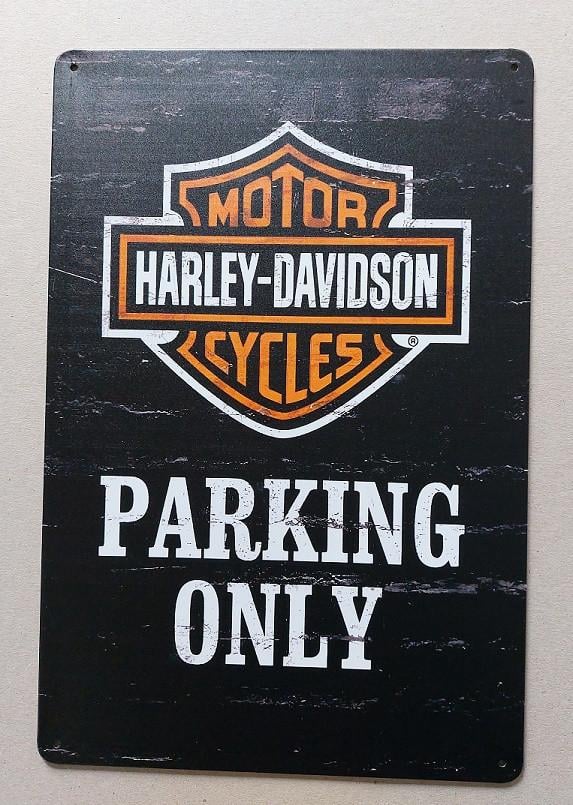 MOTOR
HARLEY-DAVIDSON
CYCLES ®
PARKING
ONLY